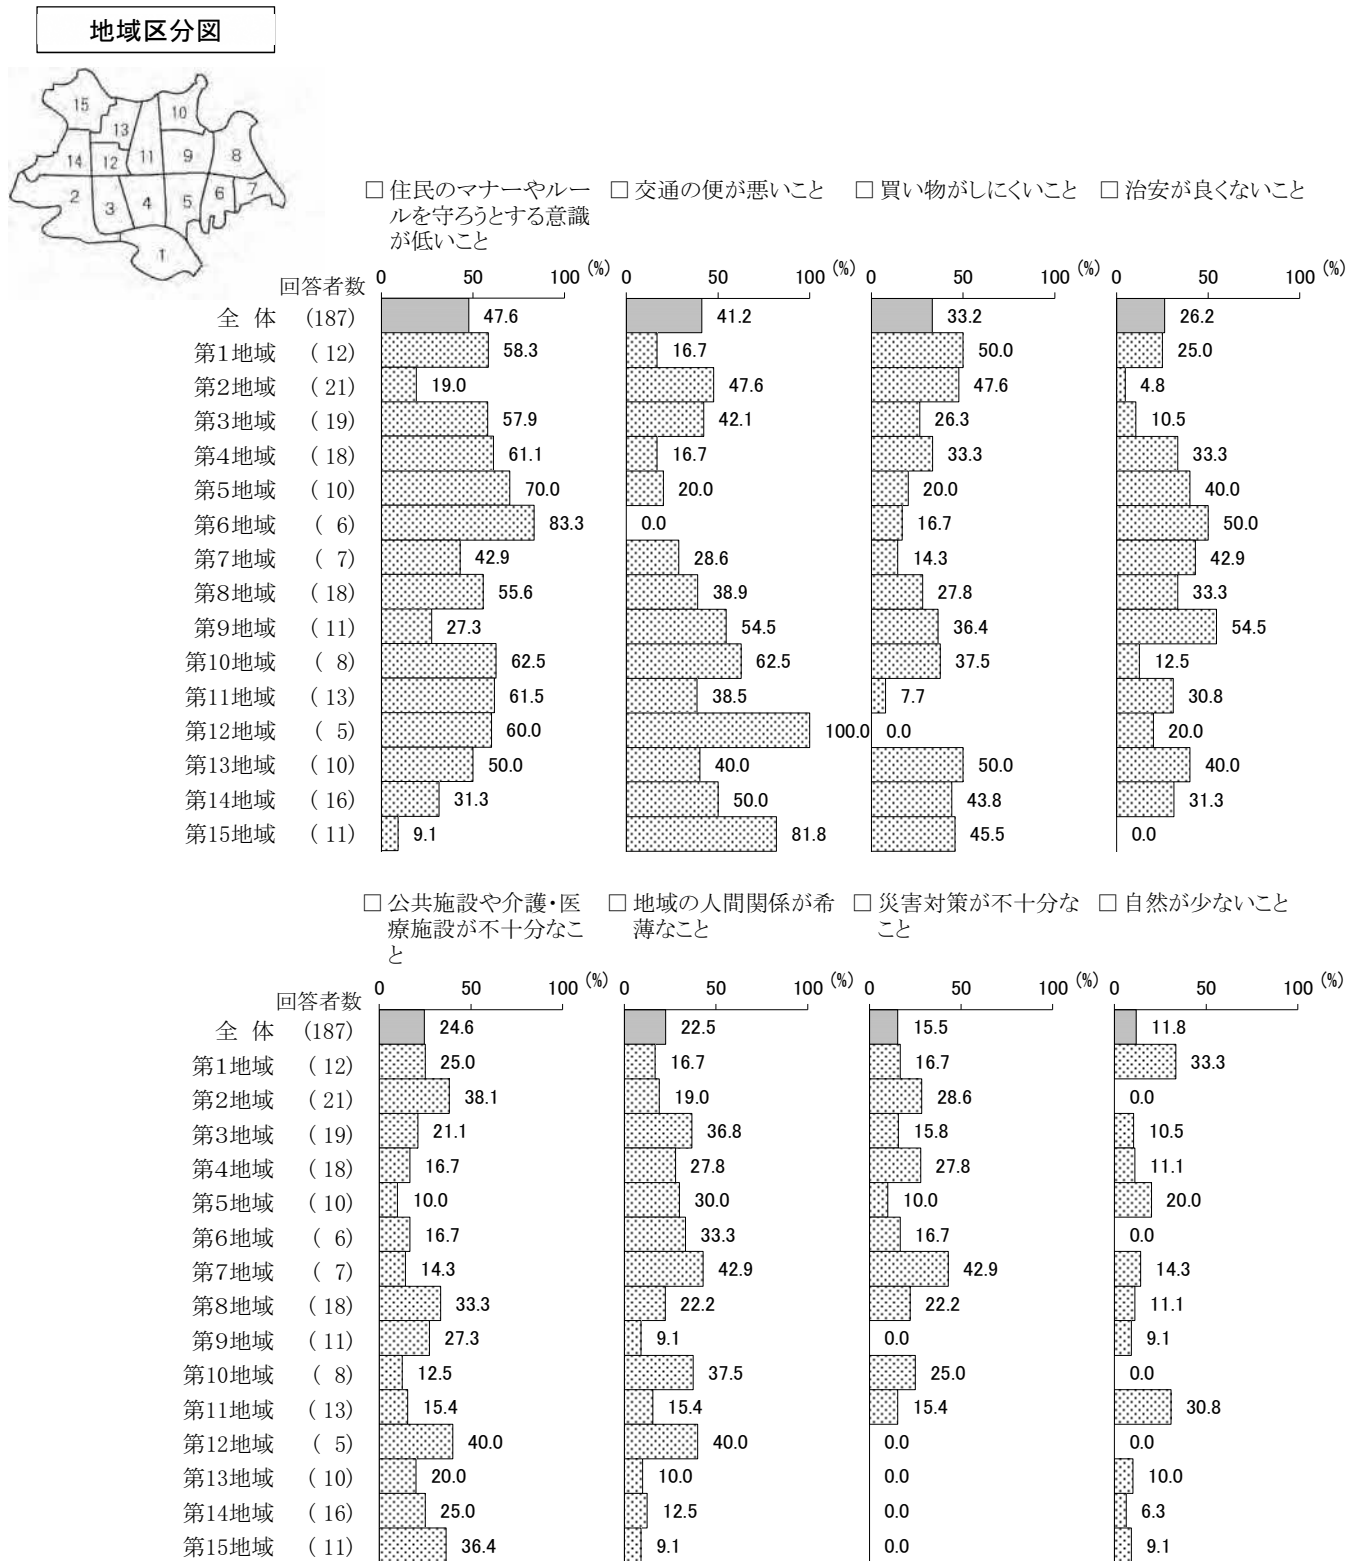 地域区分図
15
10
13
14
12
11
9
8
2
3
4
5
6
7
1
□ 住民のマナーやルー
ルを守ろうとする意識
が低いこと
□ 交通の便が悪いこと
□ 買い物がしにくいこと
□ 治安が良くないこと
回答者数
0 50 100 (%) 0 50 100 (%) 0 50 100 (%) 0 50 100 (%)
全 体 (187) 47.6 41.2 33.2 26.2
第1地域 ( 12) 58.3 16.7 50.0 25.0
第2地域 ( 21) 19.0 47.6 47.6 4.8
第3地域 ( 19) 57.9 42.1 26.3 10.5
第4地域 ( 18) 61.1 16.7 33.3 33.3
第5地域 ( 10) 70.0 20.0 20.0 40.0
第6地域 ( 6) 83.3 0.0 16.7 50.0
第7地域 ( 7) 42.9 28.6 14.3 42.9
第8地域 ( 18) 55.6 38.9 27.8 33.3
第9地域 ( 11) 27.3 54.5 36.4 54.5
第10地域 ( 8) 62.5 62.5 37.5 12.5
第11地域 ( 13) 61.5 38.5 7.7 30.8
第12地域 ( 5) 60.0 100.0 0.0 20.0
第13地域 ( 10) 50.0 40.0 50.0 40.0
第14地域 ( 16) 31.3 50.0 43.8 31.3
第15地域 ( 11) 9.1 81.8 45.5 0.0
□ 公共施設や介護・医
療施設が不十分なこ
と
□ 地域の人間関係が希
薄なこと
□ 災害対策が不十分な
こと
□ 自然が少ないこと
回答者数
0 50 100 (%) 0 50 100 (%) 0 50 100 (%) 0 50 100 (%)
全 体 (187) 24.6 22.5 15.5 11.8
第1地域 ( 12) 25.0 16.7 16.7 33.3
第2地域 ( 21) 38.1 19.0 28.6 0.0
第3地域 ( 19) 21.1 36.8 15.8 10.5
第4地域 ( 18) 16.7 27.8 27.8 11.1
第5地域 ( 10) 10.0 30.0 10.0 20.0
第6地域 ( 6) 16.7 33.3 16.7 0.0
第7地域 ( 7) 14.3 42.9 42.9 14.3
第8地域 ( 18) 33.3 22.2 22.2 11.1
第9地域 ( 11) 27.3 9.1 0.0 9.1
第10地域 ( 8) 12.5 37.5 25.0 0.0
第11地域 ( 13) 15.4 15.4 15.4 30.8
第12地域 ( 5) 40.0 40.0 0.0 0.0
第13地域 ( 10) 20.0 10.0 0.0 10.0
第14地域 ( 16) 25.0 12.5 0.0 6.3
第15地域 ( 11) 36.4 9.1 0.0 9.1